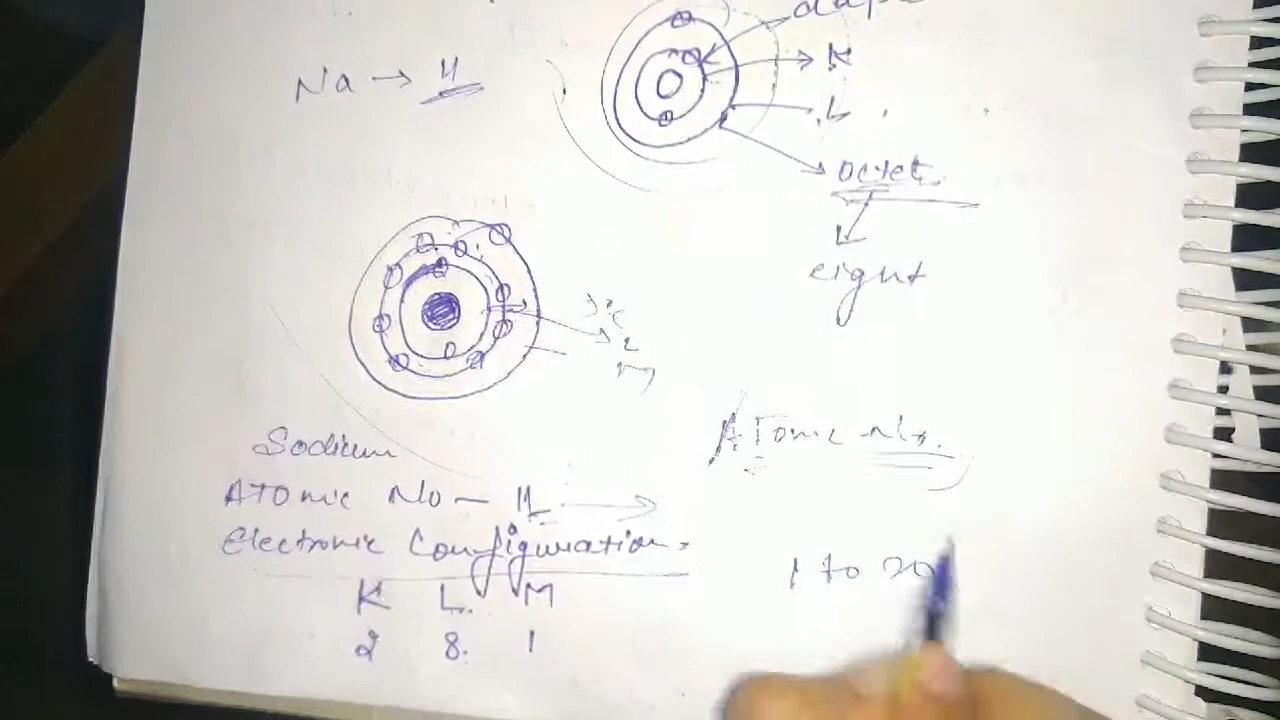 Na → 11
K
L
octet
eight
K
L
M
Sodium
Atomic No.
Atomic No — 11 →
Electronic Configuration
1 to 20
K L. M
2 8. 1